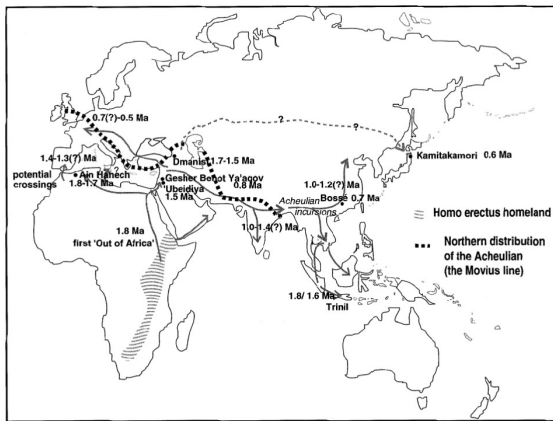 0.7(?)-0.5 Ma
?
?
Kamitakamori 0.6 Ma
1.4-1.3(?) Ma
Dmanisi 1.7-1.5 Ma
potential
crossings
Ain Hanech
1.8-1.7 Ma
Gesher Benot Ya'aqov
0.8 Ma
Ubeidiya
1.5 Ma
1.0-1.2(?) Ma
Acheulian
incursions
Bossé 0.7 Ma
1.8 Ma
first 'Out of Africa'
1.0-1.4(?) Ma
1.8/ 1.6 Ma
Trinil
Homo erectus homeland
Northern distribution
of the Acheulian
(the Movius line)